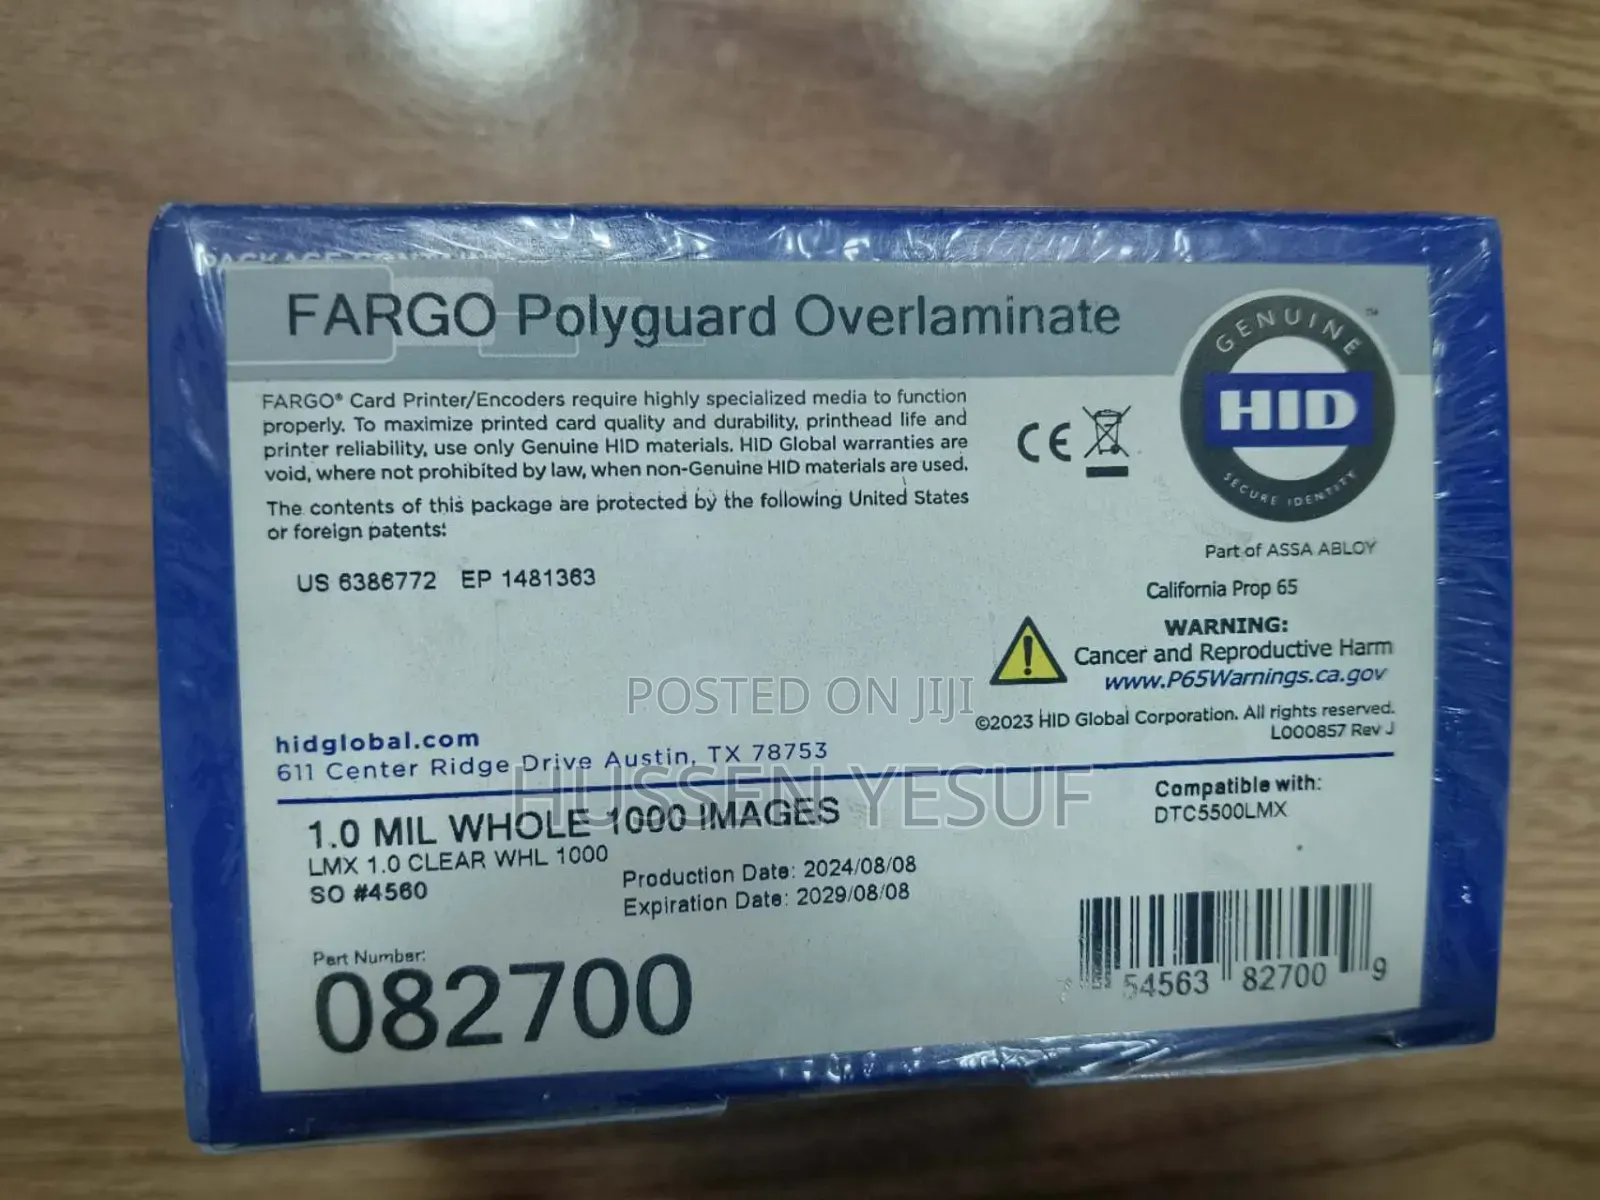 FARGO Polyguard Overlaminate
GENUINE
™
HID
SECURE IDENTITY
FARGO® Card Printer/Encoders require highly specialized media to function
properly. To maximize printed card quality and durability, printhead life and
printer reliability, use only Genuine HID materials. HID Global warranties are
void, where not prohibited by law, when non-Genuine HID materials are used.
The contents of this package are protected by the following United States
or foreign patents:
US 6386772 EP 1481363
CE
Part of ASSA ABLOY
California Prop 65
WARNING:
Cancer and Reproductive Harm
www.P65Warnings.ca.gov
©2023 HID Global Corporation. All rights reserved.
L000857 Rev J
POSTED ON JIJI
HUSSEN YESUF
hidglobal.com
611 Center Ridge Drive Austin, TX 78753
1.0 MIL WHOLE 1000 IMAGES
LMX 1.0 CLEAR WHL 1000
SO #4560
Production Date: 2024/08/08
Expiration Date: 2029/08/08
Compatible with:
DTC5500LMX
Part Number:
082700
54563 82700 9